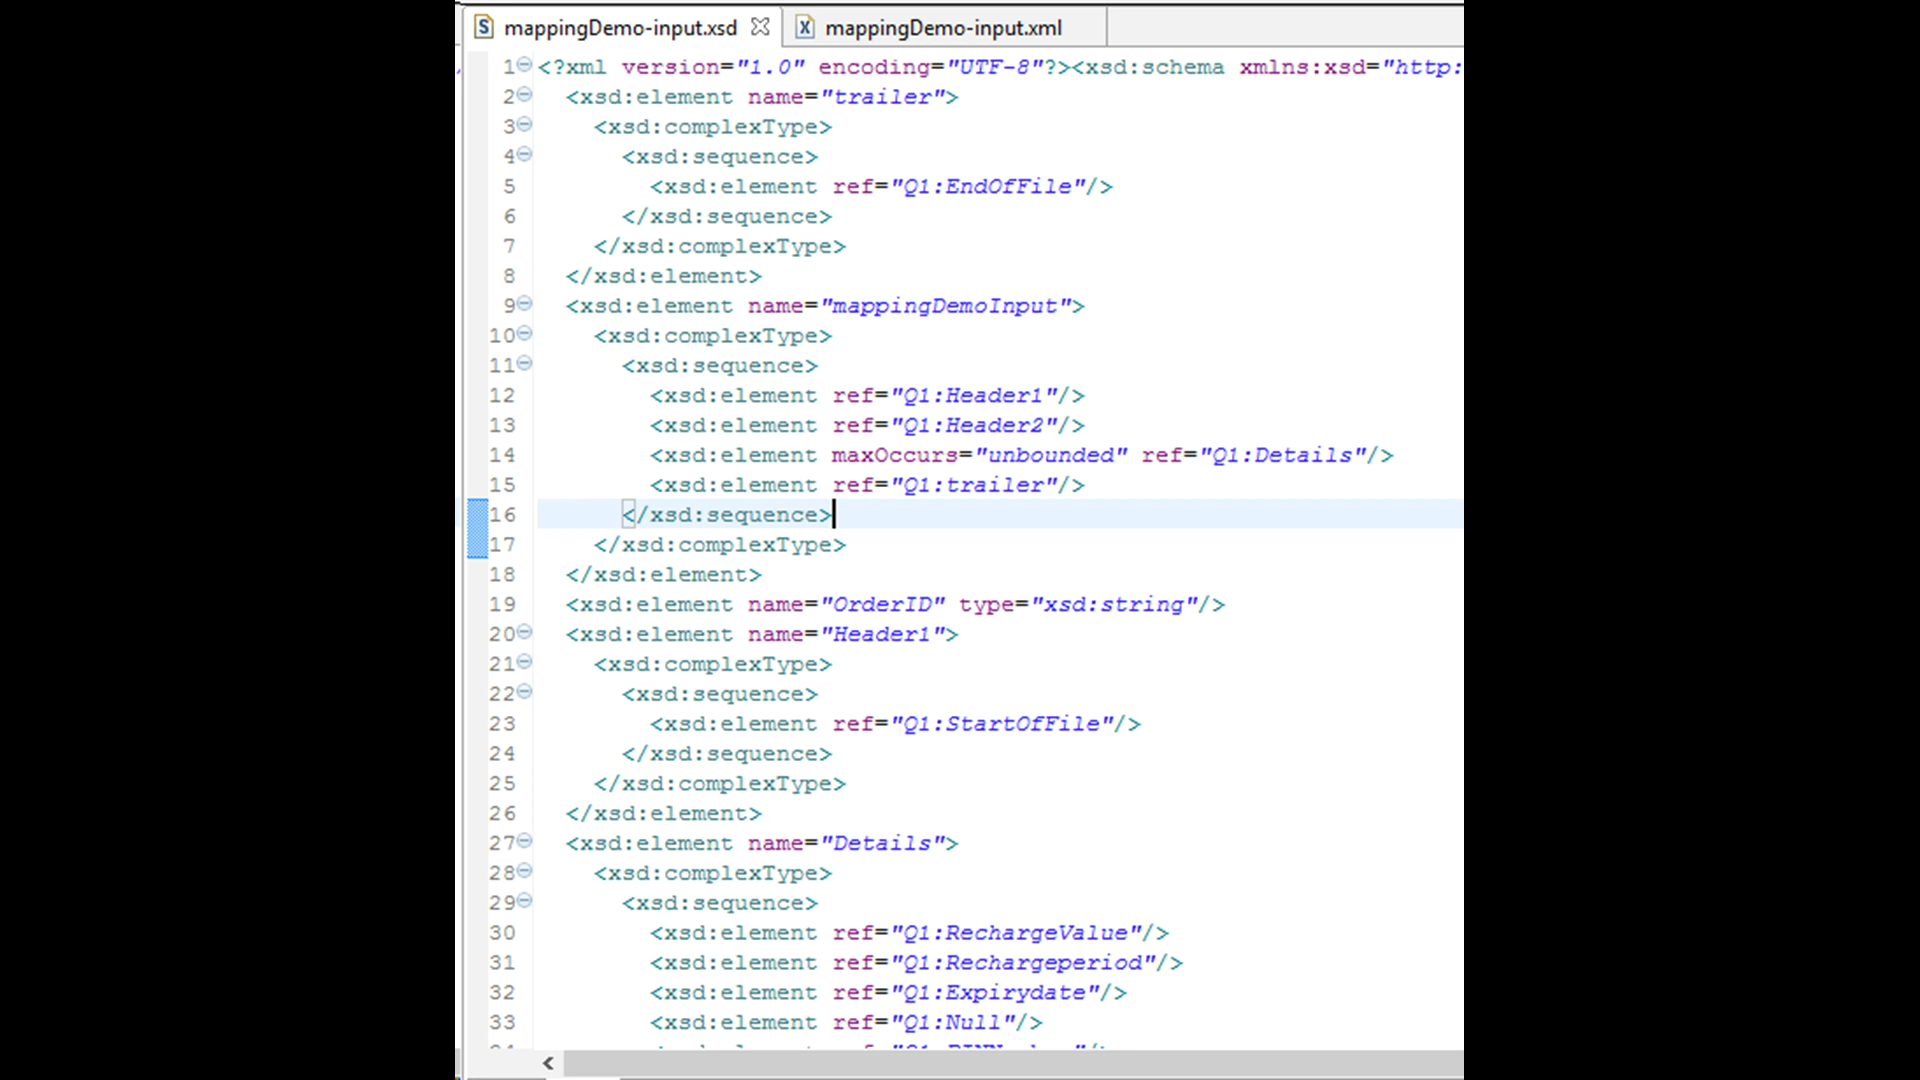 mappingDemo-input.xsd
mappingDemo-input.xml
1 <?xml version="1.0" encoding="UTF-8"?><xsd:schema xmlns:xsd="http:
2 <xsd:element name="trailer">
3 <xsd:complexType>
4 <xsd:sequence>
5 <xsd:element ref="Q1:EndOfFile"/>
6 </xsd:sequence>
7 </xsd:complexType>
8 </xsd:element>
9 <xsd:element name="mappingDemoInput">
10 <xsd:complexType>
11 <xsd:sequence>
12 <xsd:element ref="Q1:Header1"/>
13 <xsd:element ref="Q1:Header2"/>
14 <xsd:element maxOccurs="unbounded" ref="Q1:Details"/>
15 <xsd:element ref="Q1:trailer"/>
16 </xsd:sequence>
17 </xsd:complexType>
18 </xsd:element>
19 <xsd:element name="OrderID" type="xsd:string"/>
20 <xsd:element name="Header1">
21 <xsd:complexType>
22 <xsd:sequence>
23 <xsd:element ref="Q1:StartOfFile"/>
24 </xsd:sequence>
25 </xsd:complexType>
26 </xsd:element>
27 <xsd:element name="Details">
28 <xsd:complexType>
29 <xsd:sequence>
30 <xsd:element ref="Q1:RechargeValue"/>
31 <xsd:element ref="Q1:Rechargeperiod"/>
32 <xsd:element ref="Q1:Expirydate"/>
33 <xsd:element ref="Q1:Null"/>